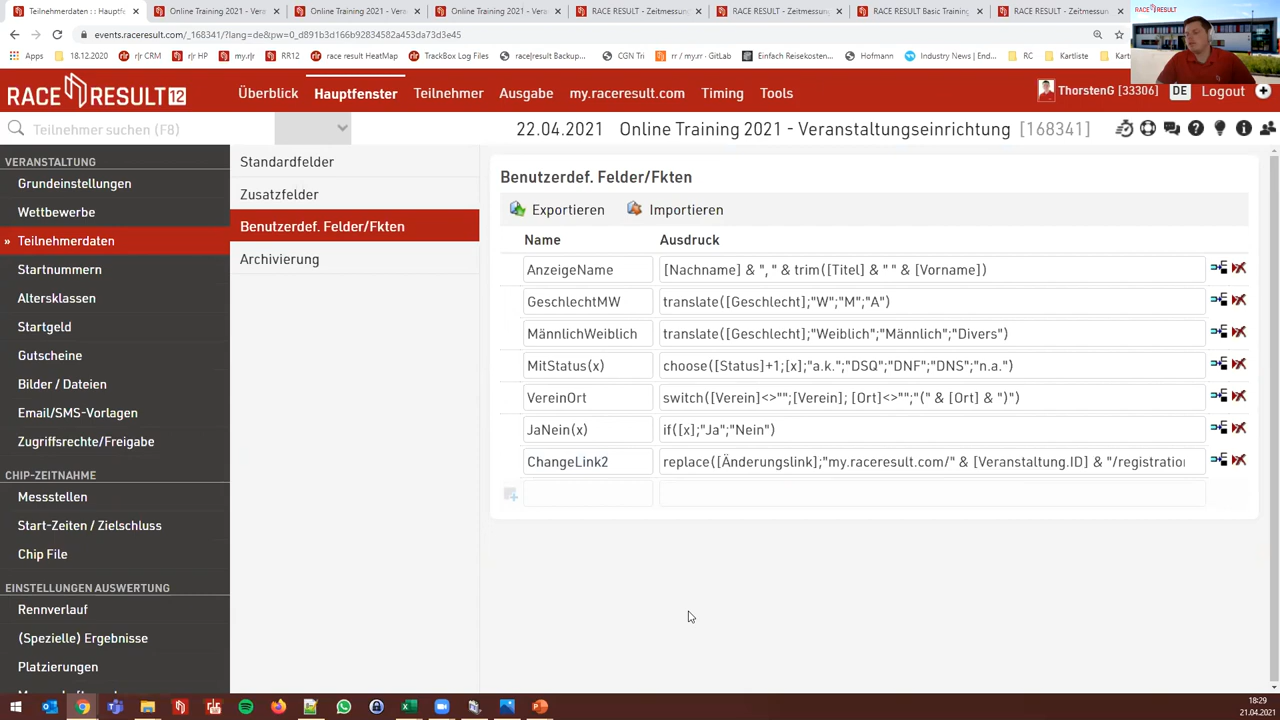 Teilnehmerdaten : : Hauptfe
Online Training 2021 - Vera
Online Training 2021 - Vera
Online Training 2021 - Vera
RACE RESULT - Zeitmessung
RACE RESULT - Zeitmessung
RACE RESULT Basic Training
RACE RESULT - Zeitmessun
events.raceresult.com/_168341/?lang=de&pw=0_d891b3d166b92834582a453da73de45
Apps
18.12.2020
r|r CRM
r|r HP
my.r|r
RR12
race result HeatMap
TrackBox Log Files
race|result Backup...
CGN Tri
rr / my.rr · GitLab
Einfach Reisekosten...
Hofmann
Industry News | End...
RC
Kartliste
Kart
RACE RESULT 12
Überblick
Hauptfenster
Teilnehmer
Ausgabe
my.raceresult.com
Timing
Tools
ThorstenG [33306]
DE
Logout
Teilnehmer suchen (F8)
22.04.2021 Online Training 2021 - Veranstaltungseinrichtung [168341]
VERANSTALTUNG
Grundeinstellungen
Wettbewerbe
» Teilnehmerdaten
Startnummern
Altersklassen
Startgeld
Gutscheine
Bilder / Dateien
Email/SMS-Vorlagen
Zugriffsrechte/Freigabe
CHIP-ZEITNAHME
Messstellen
Start-Zeiten / Zielschluss
Chip File
EINSTELLUNGEN AUSWERTUNG
Rennverlauf
(Spezielle) Ergebnisse
Platzierungen
Standardfelder
Zusatzfelder
Benutzerdef. Felder/Fkten
Archivierung
Benutzerdef. Felder/Fkten
Exportieren
Importieren
Name Ausdruck
AnzeigeName [Nachname] & ", " & trim([Titel] & " " & [Vorname])
GeschlechtMW translate([Geschlecht];"W";"M";"A")
MännlichWeiblich translate([Geschlecht];"Weiblich";"Männlich";"Divers")
MitStatus(x) choose([Status]+1;[x];"a.k.";"DSQ";"DNF";"DNS";"n.a.")
VereinOrt switch([Verein]<>"";[Verein]; [Ort]<>"";"(" & [Ort] & ")")
JaNein(x) if([x];"Ja";"Nein")
ChangeLink2 replace([Änderungslink];"my.raceresult.com/" & [Veranstaltung.ID] & "/registration
18:29
21.04.2021